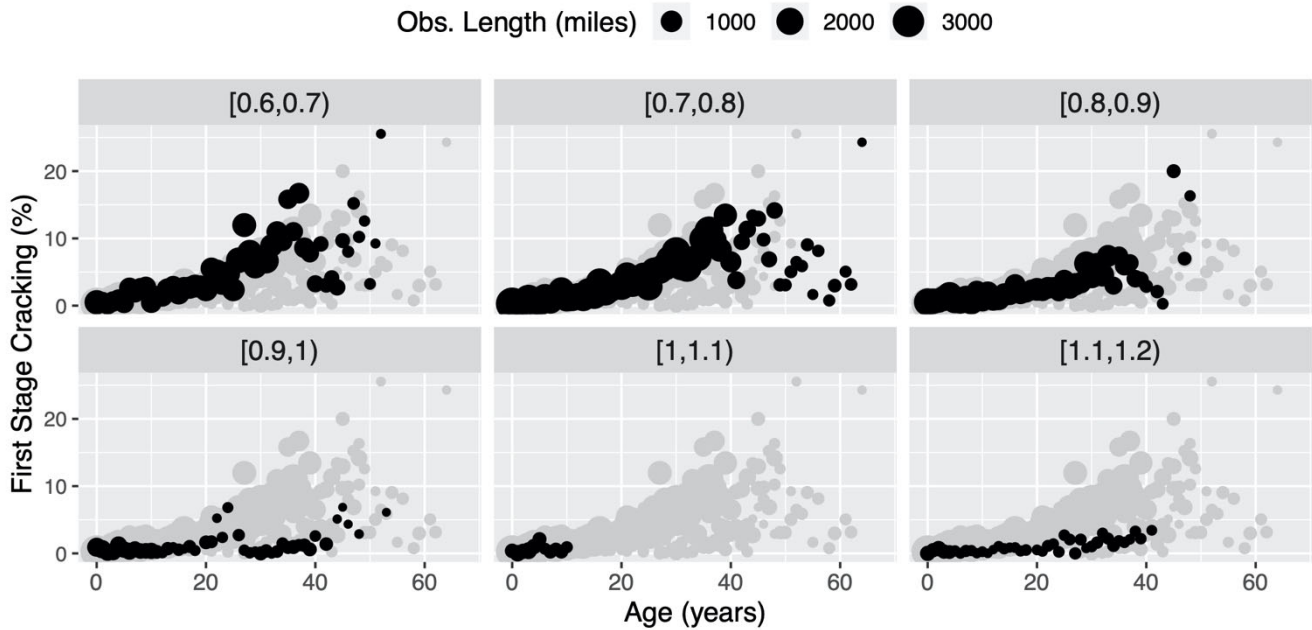 Obs. Length (miles) 1000 2000 3000
[0.6,0.7) [0.7,0.8) [0.8,0.9)
First Stage Cracking (%)
20
10
0
[0.9,1) [1,1.1) [1.1,1.2)
20
10
0
0 20 40 60 0 20 40 60 0 20 40 60
Age (years)